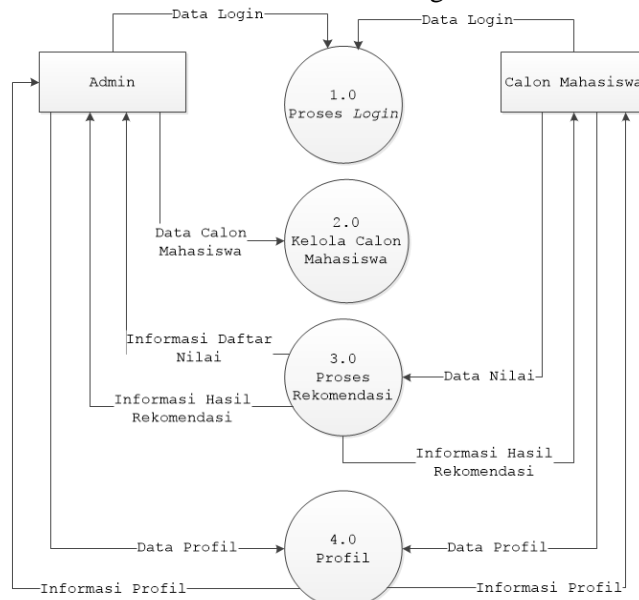 Data Login
Data Login
Admin
1.0
Proses Login
Calon Mahasiswa
2.0
Kelola Calon
Mahasiswa
Data Calon
Mahasiswa
Informasi Daftar
Nilai
3.0
Proses
Rekomendasi
Data Nilai
Informasi Hasil
Rekomendasi
Informasi Hasil
Rekomendasi
4.0
Profil
Data Profil
Data Profil
Informasi Profil
Informasi Profil